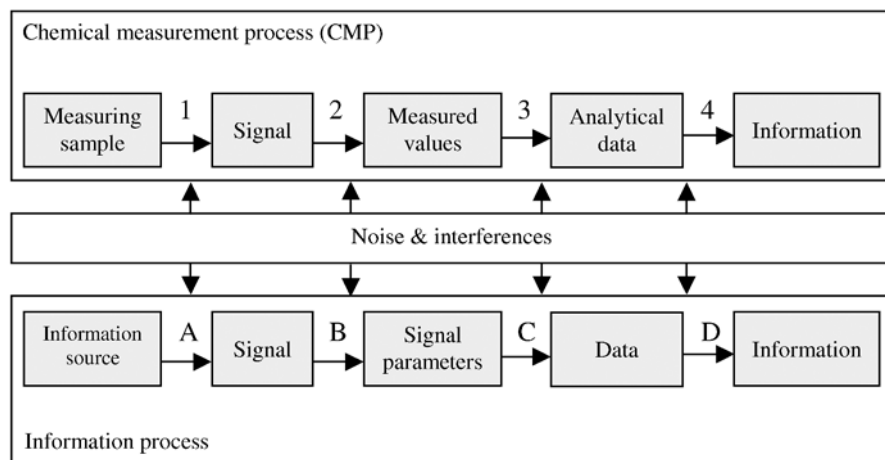 Chemical measurement process (CMP)
1
2
3
4
Measuring
sample
Signal
Measured
values
Analytical
data
Information
Noise & interferences
A
B
C
D
Information
source
Signal
Signal
parameters
Data
Information
Information process